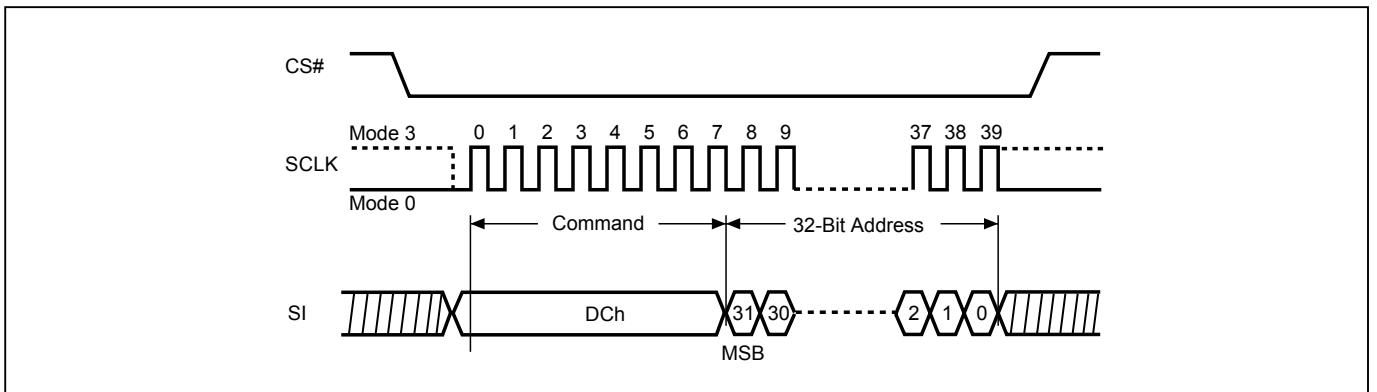 CS#
Mode 3
0 1 2 3 4 5 6 7 8 9 37 38 39
SCLK
Mode 0
Command
32-Bit Address
SI
DCh
31 30 2 1 0
MSB